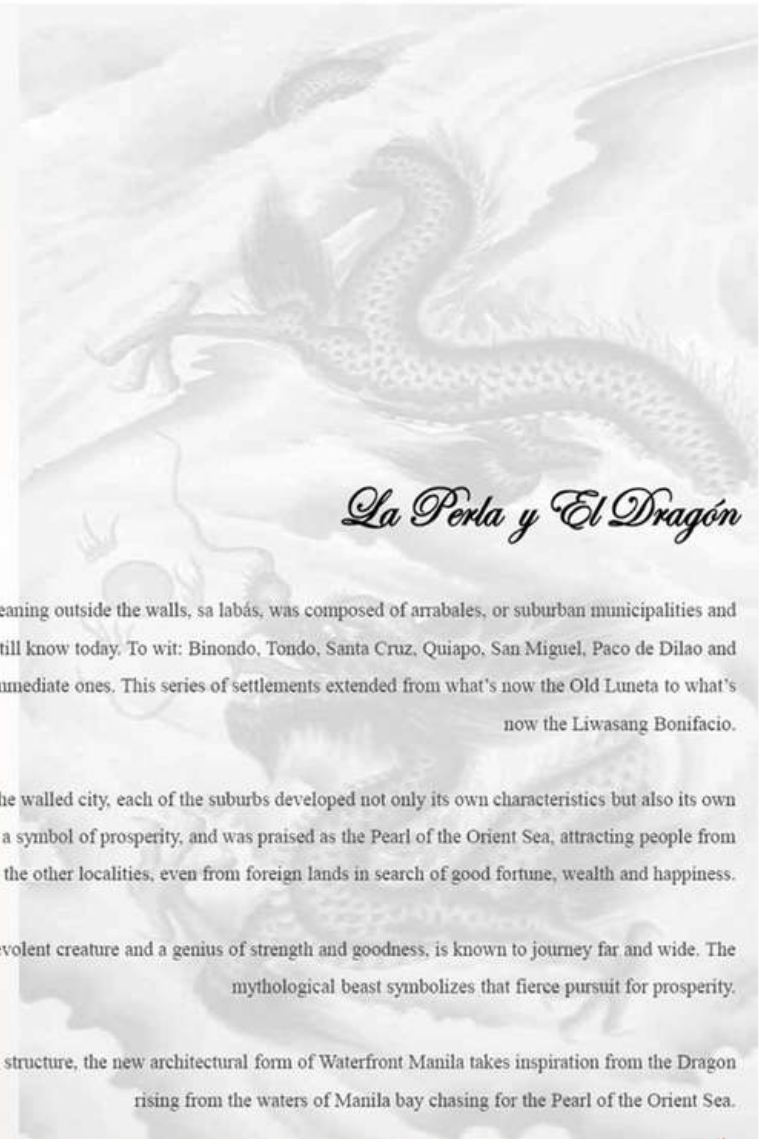 La Perla y El Dragón
eaning outside the walls, sa labás, was composed of arrabales, or suburban municipalities and
till know today. To wit: Binondo, Tondo, Santa Cruz, Quiapo, San Miguel, Paco de Dilao and
mmediate ones. This series of settlements extended from what's now the Old Luneta to what's
now the Liwasang Bonifacio.
he walled city, each of the suburbs developed not only its own characteristics but also its own
a symbol of prosperity, and was praised as the Pearl of the Orient Sea, attracting people from
the other localities, even from foreign lands in search of good fortune, wealth and happiness.
evolent creature and a genius of strength and goodness, is known to journey far and wide. The
mythological beast symbolizes that fierce pursuit for prosperity.
structure, the new architectural form of Waterfront Manila takes inspiration from the Dragon
rising from the waters of Manila bay chasing for the Pearl of the Orient Sea.